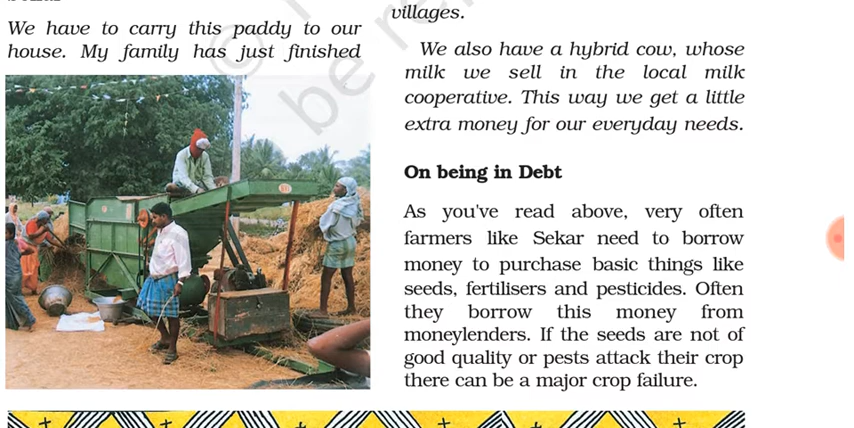 We have to carry this paddy to our
house. My family has just finished
villages.
We also have a hybrid cow, whose
milk we sell in the local milk
cooperative. This way we get a little
extra money for our everyday needs.
On being in Debt
As you've read above, very often
farmers like Sekar need to borrow
money to purchase basic things like
seeds, fertilisers and pesticides. Often
they borrow this money from
moneylenders. If the seeds are not of
good quality or pests attack their crop
there can be a major crop failure.